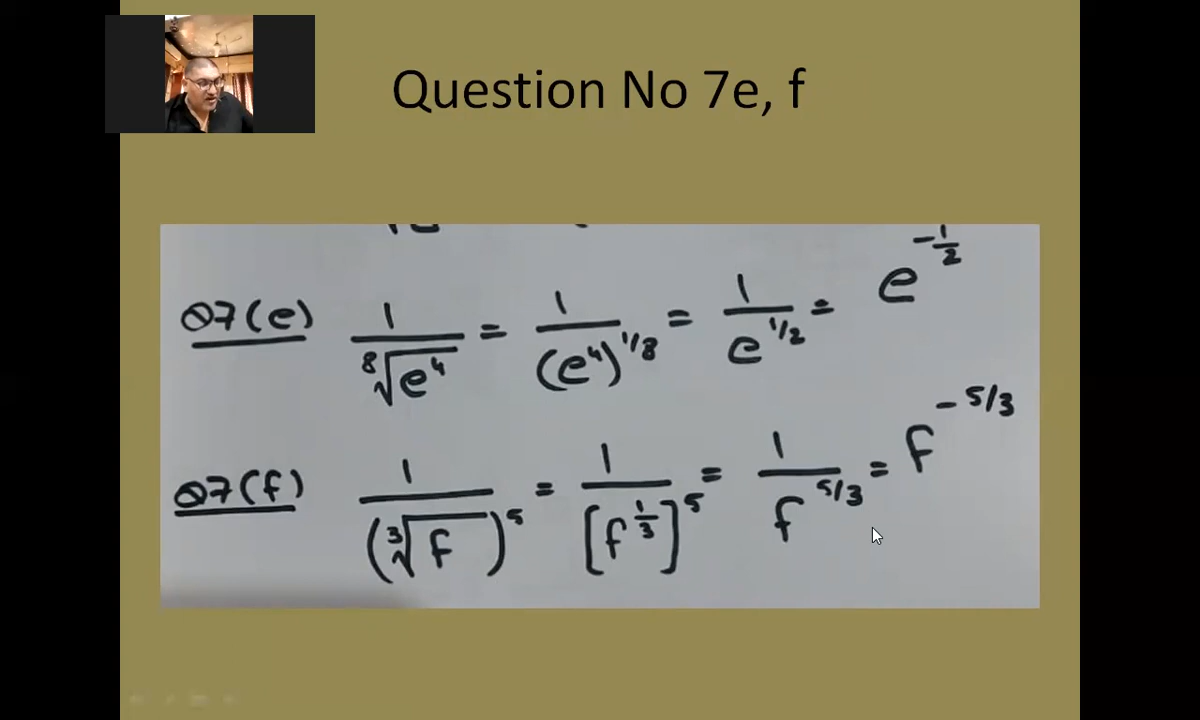 Question No 7e, f
Q7(e) 1/⁸√e⁴ = 1/(e⁴)^1/8 = 1/e^1/2 = e^-1/2
Q7(f) 1/(³√f)⁵ = 1/[f^1/3]⁵ = 1/f^5/3 = f^-5/3